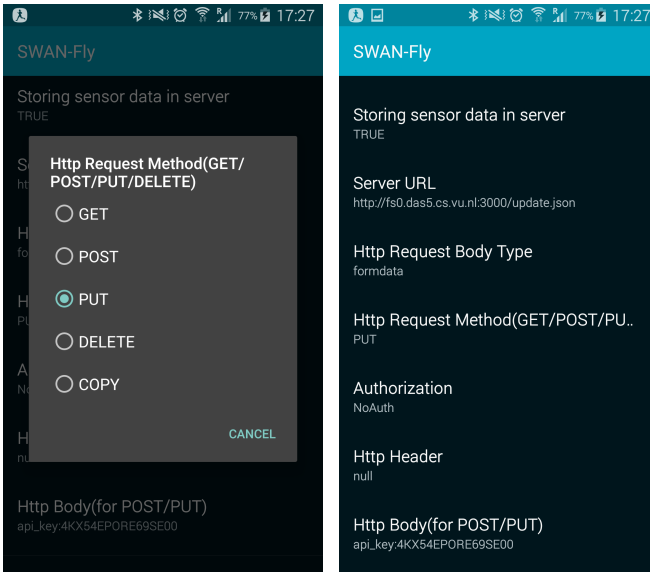 77% 17:27
SWAN-Fly
Storing sensor data in server
TRUE
Http Request Method(GET/
POST/PUT/DELETE)
GET
POST
PUT
DELETE
COPY
CANCEL
Http Body(for POST/PUT)
api_key:4KX54EPORE69SE00
77% 17:27
SWAN-Fly
Storing sensor data in server
TRUE
Server URL
http://fs0.das5.cs.vu.nl:3000/update.json
Http Request Body Type
formdata
Http Request Method(GET/POST/PU..
PUT
Authorization
NoAuth
Http Header
null
Http Body(for POST/PUT)
api_key:4KX54EPORE69SE00